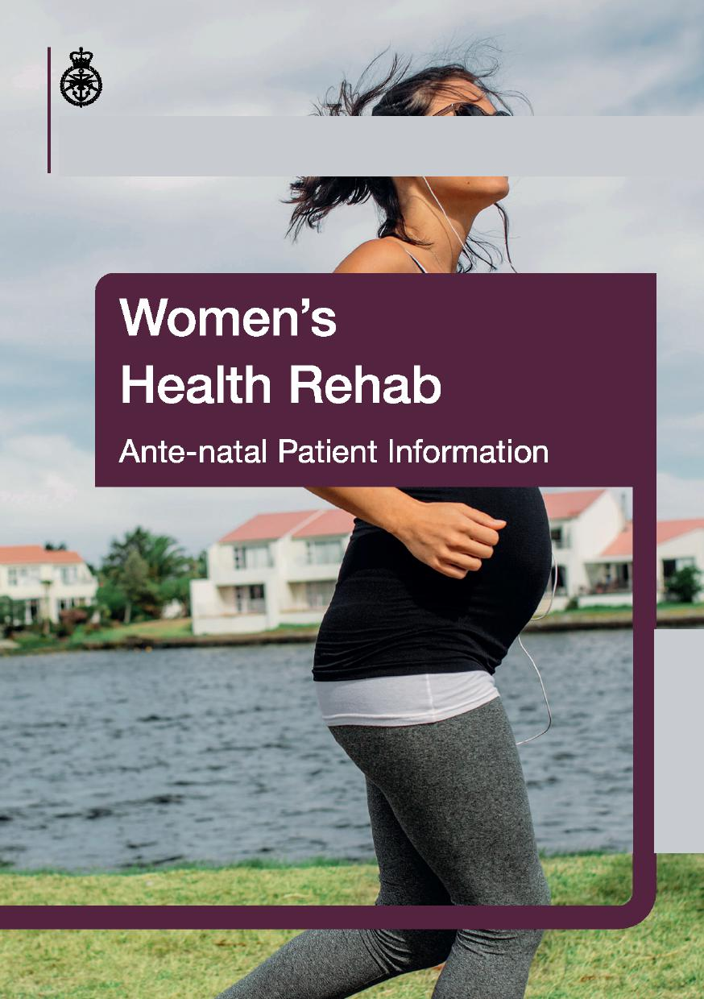 Women’s
Health Rehab
Ante-natal Patient Information